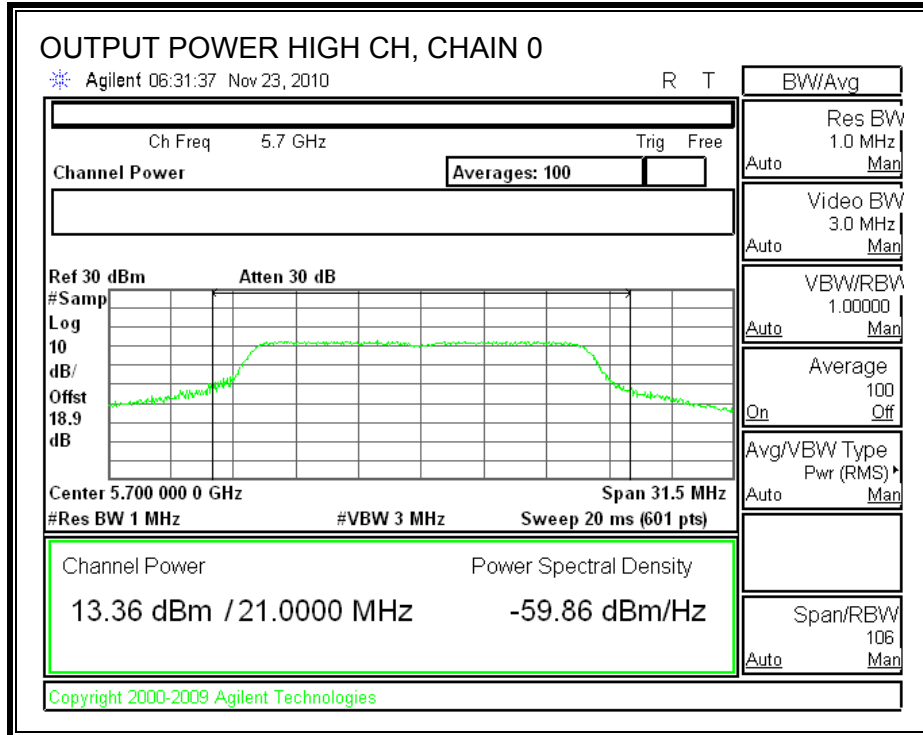 OUTPUT POWER HIGH CH, CHAIN 0
Agilent 06:31:37 Nov 23, 2010 R T
Ch Freq 5.7 GHz Trig Free
Channel Power Averages: 100
Ref 30 dBm Atten 30 dB
#Samp
Log
10
dB/
Offst
18.9
dB
Center 5.700 000 0 GHz Span 31.5 MHz
#Res BW 1 MHz #VBW 3 MHz Sweep 20 ms (601 pts)
Channel Power Power Spectral Density
13.36 dBm / 21.0000 MHz -59.86 dBm/Hz
Copyright 2000-2009 Agilent Technologies
BW/Avg
Res BW
1.0 MHz
Auto Man
Video BW
3.0 MHz
Auto Man
VBW/RBW
1.00000
Auto Man
Average
100
On Off
Avg/VBW Type
Pwr (RMS)
Auto Man
Span/RBW
106
Auto Man